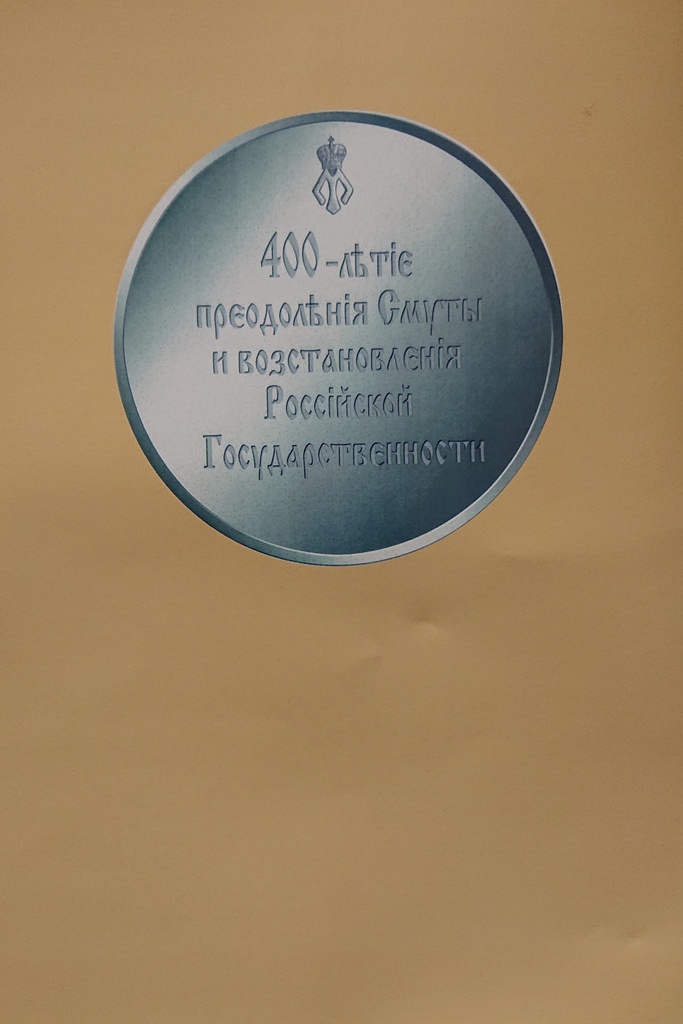 400-лѣтіе
преодолѣнія Смуты
и возстановленія
Россійской
Государственности